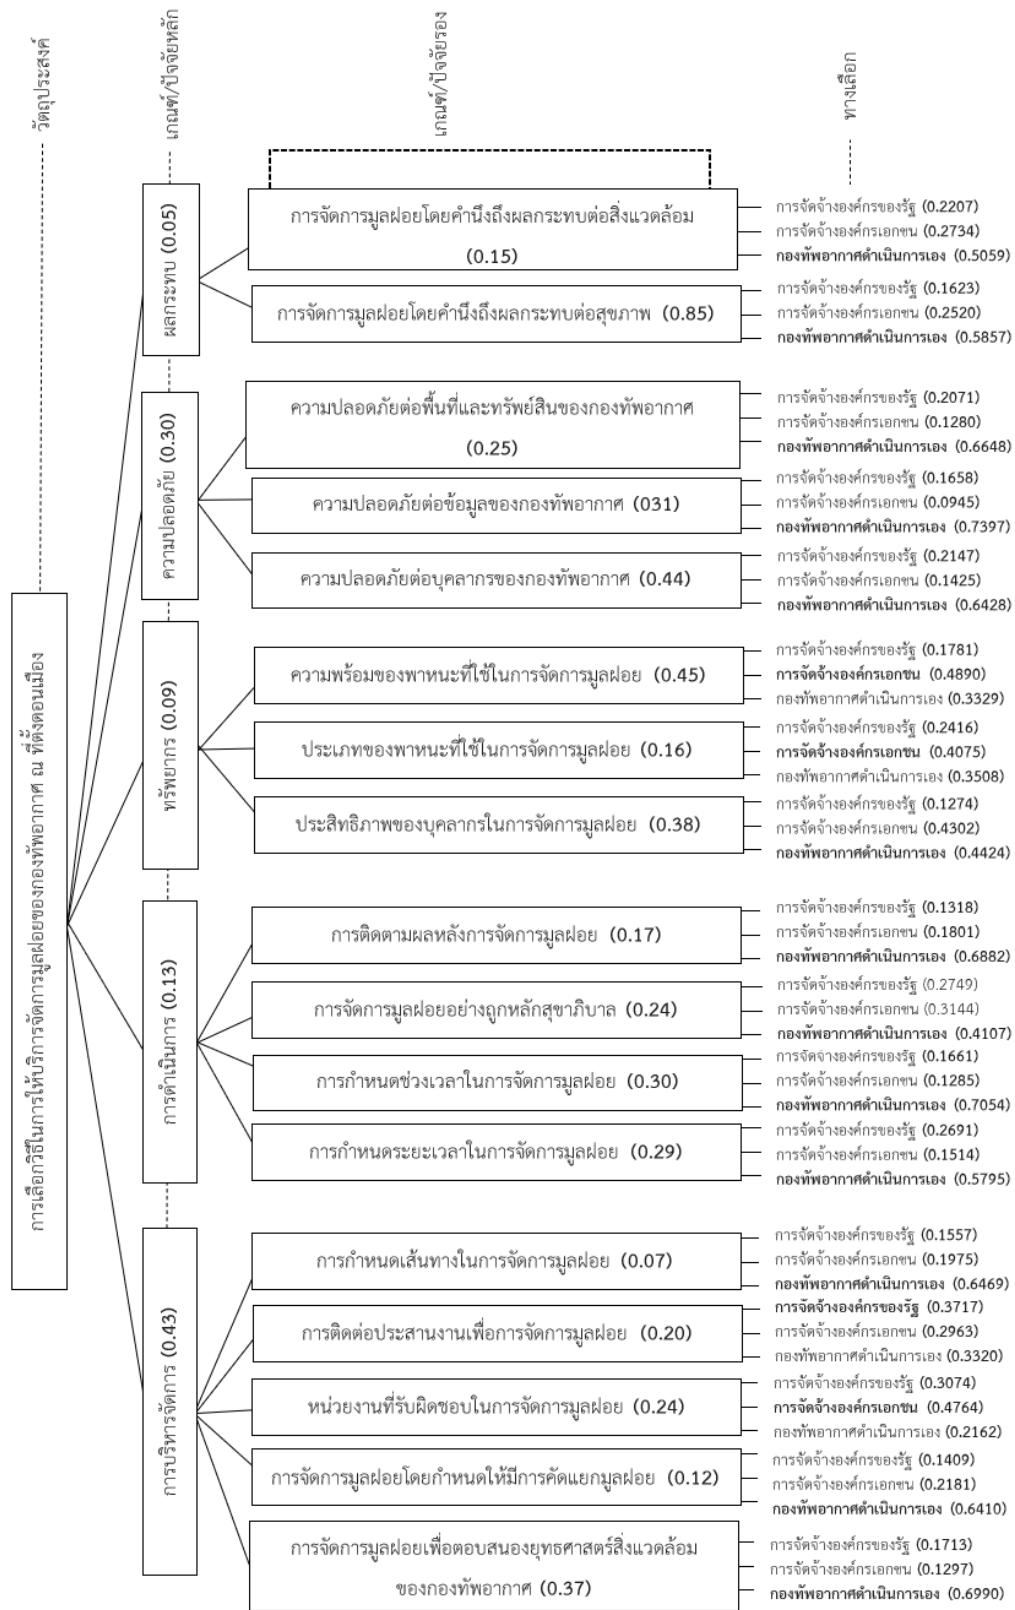 วัตถุประสงค์
เกณฑ์/ปัจจัยหลัก
เกณฑ์/ปัจจัยรอง
ทางเลือก
การเลือกวิธีในการให้บริการจัดการมูลฝอยของกองทัพอากาศ ณ ที่ตั้งดอนเมือง
ผลกระทบ (0.05)
การจัดการมูลฝอยโดยคำนึงถึงผลกระทบต่อสิ่งแวดล้อม
(0.15)
การจัดจ้างองค์กรของรัฐ (0.2207)
การจัดจ้างองค์กรเอกชน (0.2734)
กองทัพอากาศดำเนินการเอง (0.5059)
การจัดการมูลฝอยโดยคำนึงถึงผลกระทบต่อสุขภาพ (0.85)
การจัดจ้างองค์กรของรัฐ (0.1623)
การจัดจ้างองค์กรเอกชน (0.2520)
กองทัพอากาศดำเนินการเอง (0.5857)
ความปลอดภัย (0.30)
ความปลอดภัยต่อพื้นที่และทรัพย์สินของกองทัพอากาศ
(0.25)
การจัดจ้างองค์กรของรัฐ (0.2071)
การจัดจ้างองค์กรเอกชน (0.1280)
กองทัพอากาศดำเนินการเอง (0.6648)
ความปลอดภัยต่อข้อมูลของกองทัพอากาศ (031)
การจัดจ้างองค์กรของรัฐ (0.1658)
การจัดจ้างองค์กรเอกชน (0.0945)
กองทัพอากาศดำเนินการเอง (0.7397)
ความปลอดภัยต่อบุคลากรของกองทัพอากาศ (0.44)
การจัดจ้างองค์กรของรัฐ (0.2147)
การจัดจ้างองค์กรเอกชน (0.1425)
กองทัพอากาศดำเนินการเอง (0.6428)
ทรัพยากร (0.09)
ความพร้อมของพาหนะที่ใช้ในการจัดการมูลฝอย (0.45)
การจัดจ้างองค์กรของรัฐ (0.1781)
การจัดจ้างองค์กรเอกชน (0.4890)
กองทัพอากาศดำเนินการเอง (0.3329)
ประเภทของพาหนะที่ใช้ในการจัดการมูลฝอย (0.16)
การจัดจ้างองค์กรของรัฐ (0.2416)
การจัดจ้างองค์กรเอกชน (0.4075)
กองทัพอากาศดำเนินการเอง (0.3508)
ประสิทธิภาพของบุคลากรในการจัดการมูลฝอย (0.38)
การจัดจ้างองค์กรของรัฐ (0.1274)
การจัดจ้างองค์กรเอกชน (0.4302)
กองทัพอากาศดำเนินการเอง (0.4424)
การดำเนินการ (0.13)
การติดตามผลหลังการจัดการมูลฝอย (0.17)
การจัดจ้างองค์กรของรัฐ (0.1318)
การจัดจ้างองค์กรเอกชน (0.1801)
กองทัพอากาศดำเนินการเอง (0.6882)
การจัดการมูลฝอยอย่างถูกหลักสุขาภิบาล (0.24)
การจัดจ้างองค์กรของรัฐ (0.2749)
การจัดจ้างองค์กรเอกชน (0.3144)
กองทัพอากาศดำเนินการเอง (0.4107)
การกำหนดช่วงเวลาในการจัดการมูลฝอย (0.30)
การจัดจ้างองค์กรของรัฐ (0.1661)
การจัดจ้างองค์กรเอกชน (0.1285)
กองทัพอากาศดำเนินการเอง (0.7054)
การกำหนดระยะเวลาในการจัดการมูลฝอย (0.29)
การจัดจ้างองค์กรของรัฐ (0.2691)
การจัดจ้างองค์กรเอกชน (0.1514)
กองทัพอากาศดำเนินการเอง (0.5795)
การบริหารจัดการ (0.43)
การกำหนดเส้นทางในการจัดการมูลฝอย (0.07)
การจัดจ้างองค์กรของรัฐ (0.1557)
การจัดจ้างองค์กรเอกชน (0.1975)
กองทัพอากาศดำเนินการเอง (0.6469)
การติดต่อประสานงานเพื่อการจัดการมูลฝอย (0.20)
การจัดจ้างองค์กรของรัฐ (0.3717)
การจัดจ้างองค์กรเอกชน (0.2963)
กองทัพอากาศดำเนินการเอง (0.3320)
หน่วยงานที่รับผิดชอบในการจัดการมูลฝอย (0.24)
การจัดจ้างองค์กรของรัฐ (0.3074)
การจัดจ้างองค์กรเอกชน (0.4764)
กองทัพอากาศดำเนินการเอง (0.2162)
การจัดการมูลฝอยโดยกำหนดให้มีการคัดแยกมูลฝอย (0.12)
การจัดจ้างองค์กรของรัฐ (0.1409)
การจัดจ้างองค์กรเอกชน (0.2181)
กองทัพอากาศดำเนินการเอง (0.6410)
การจัดการมูลฝอยเพื่อตอบสนองยุทธศาสตร์สิ่งแวดล้อม
ของกองทัพอากาศ (0.37)
การจัดจ้างองค์กรของรัฐ (0.1713)
การจัดจ้างองค์กรเอกชน (0.1297)
กองทัพอากาศดำเนินการเอง (0.6990)